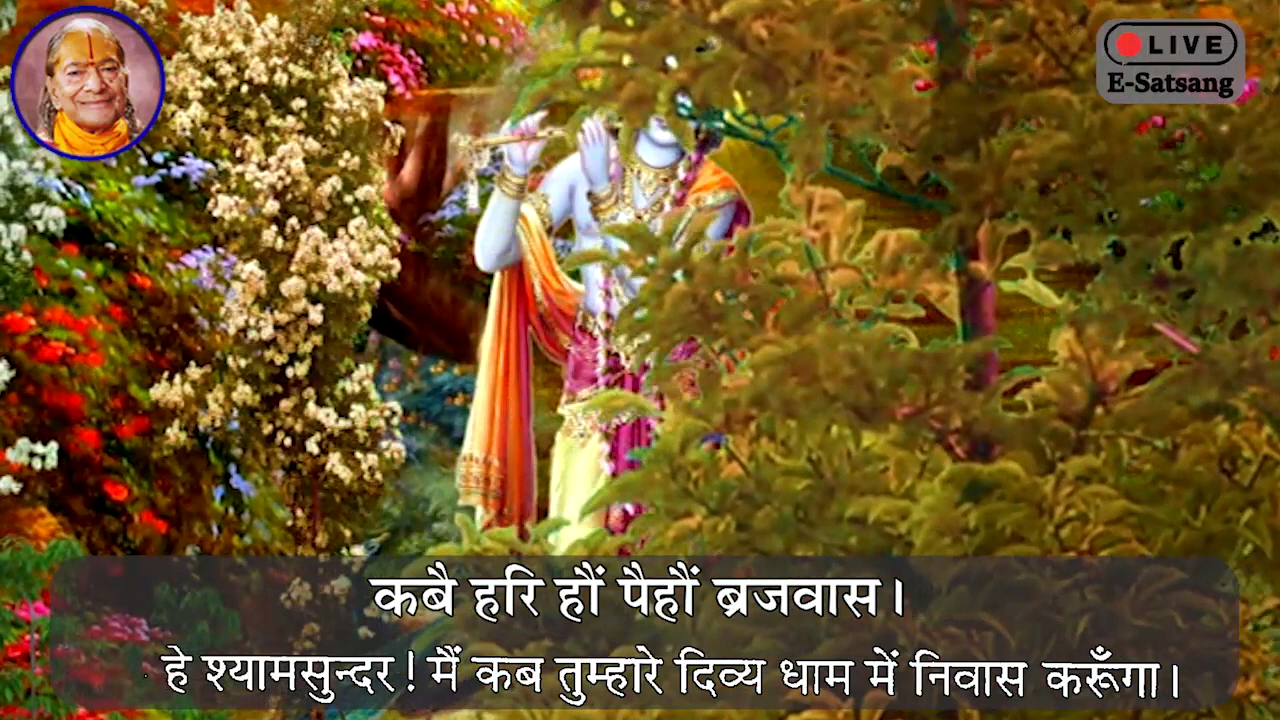 LIVE
E-Satsang
कबै हरि हौं पैहौं ब्रजवास।
हे श्यामसुन्दर! मैं कब तुम्हारे दिव्य धाम में निवास करूँगा।